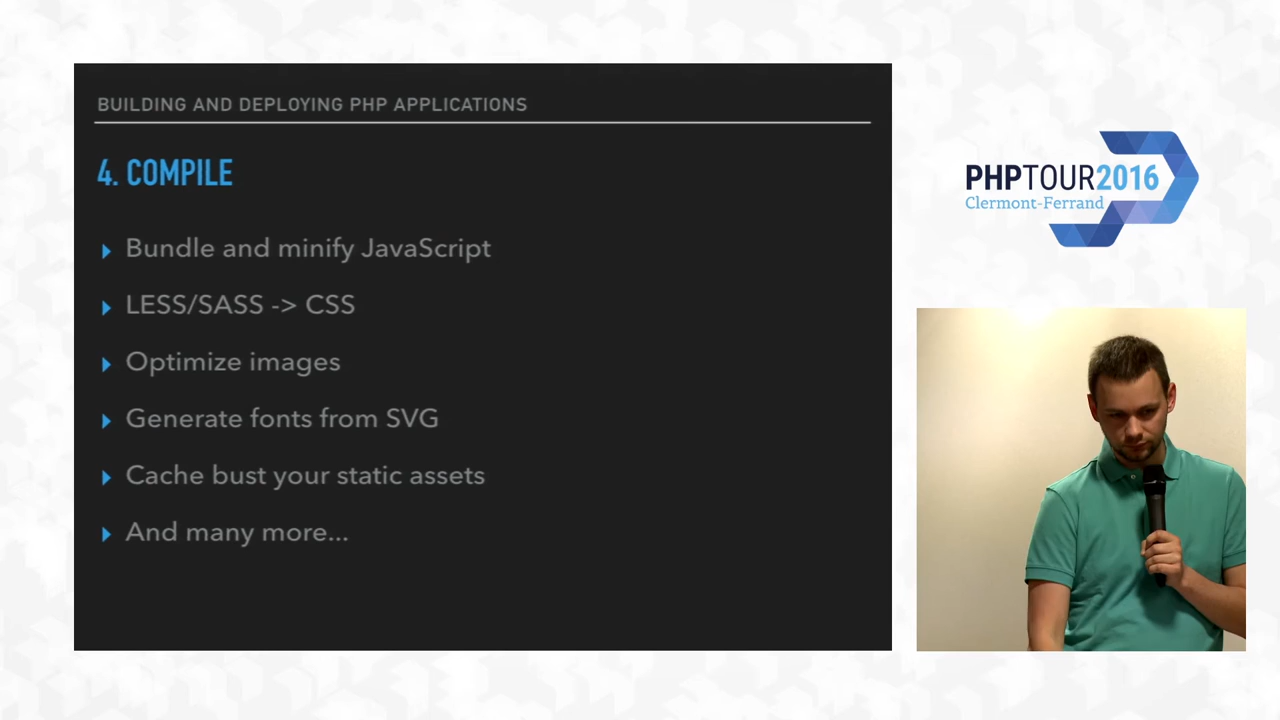 BUILDING AND DEPLOYING PHP APPLICATIONS
4. COMPILE
Bundle and minify JavaScript
LESS/SASS -> CSS
Optimize images
Generate fonts from SVG
Cache bust your static assets
And many more...
PHPTOUR2016
Clermont-Ferrand